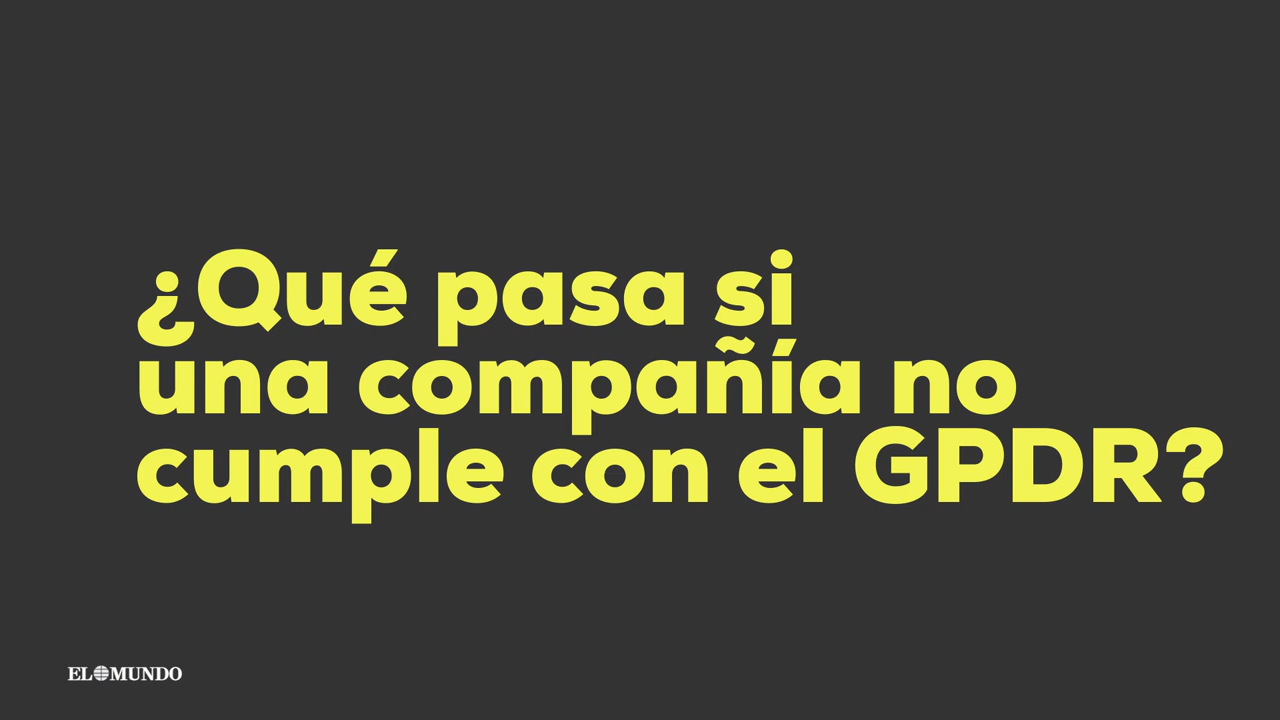 ¿Qué pasa si
una compañía no
cumple con el GPDR?
EL MUNDO